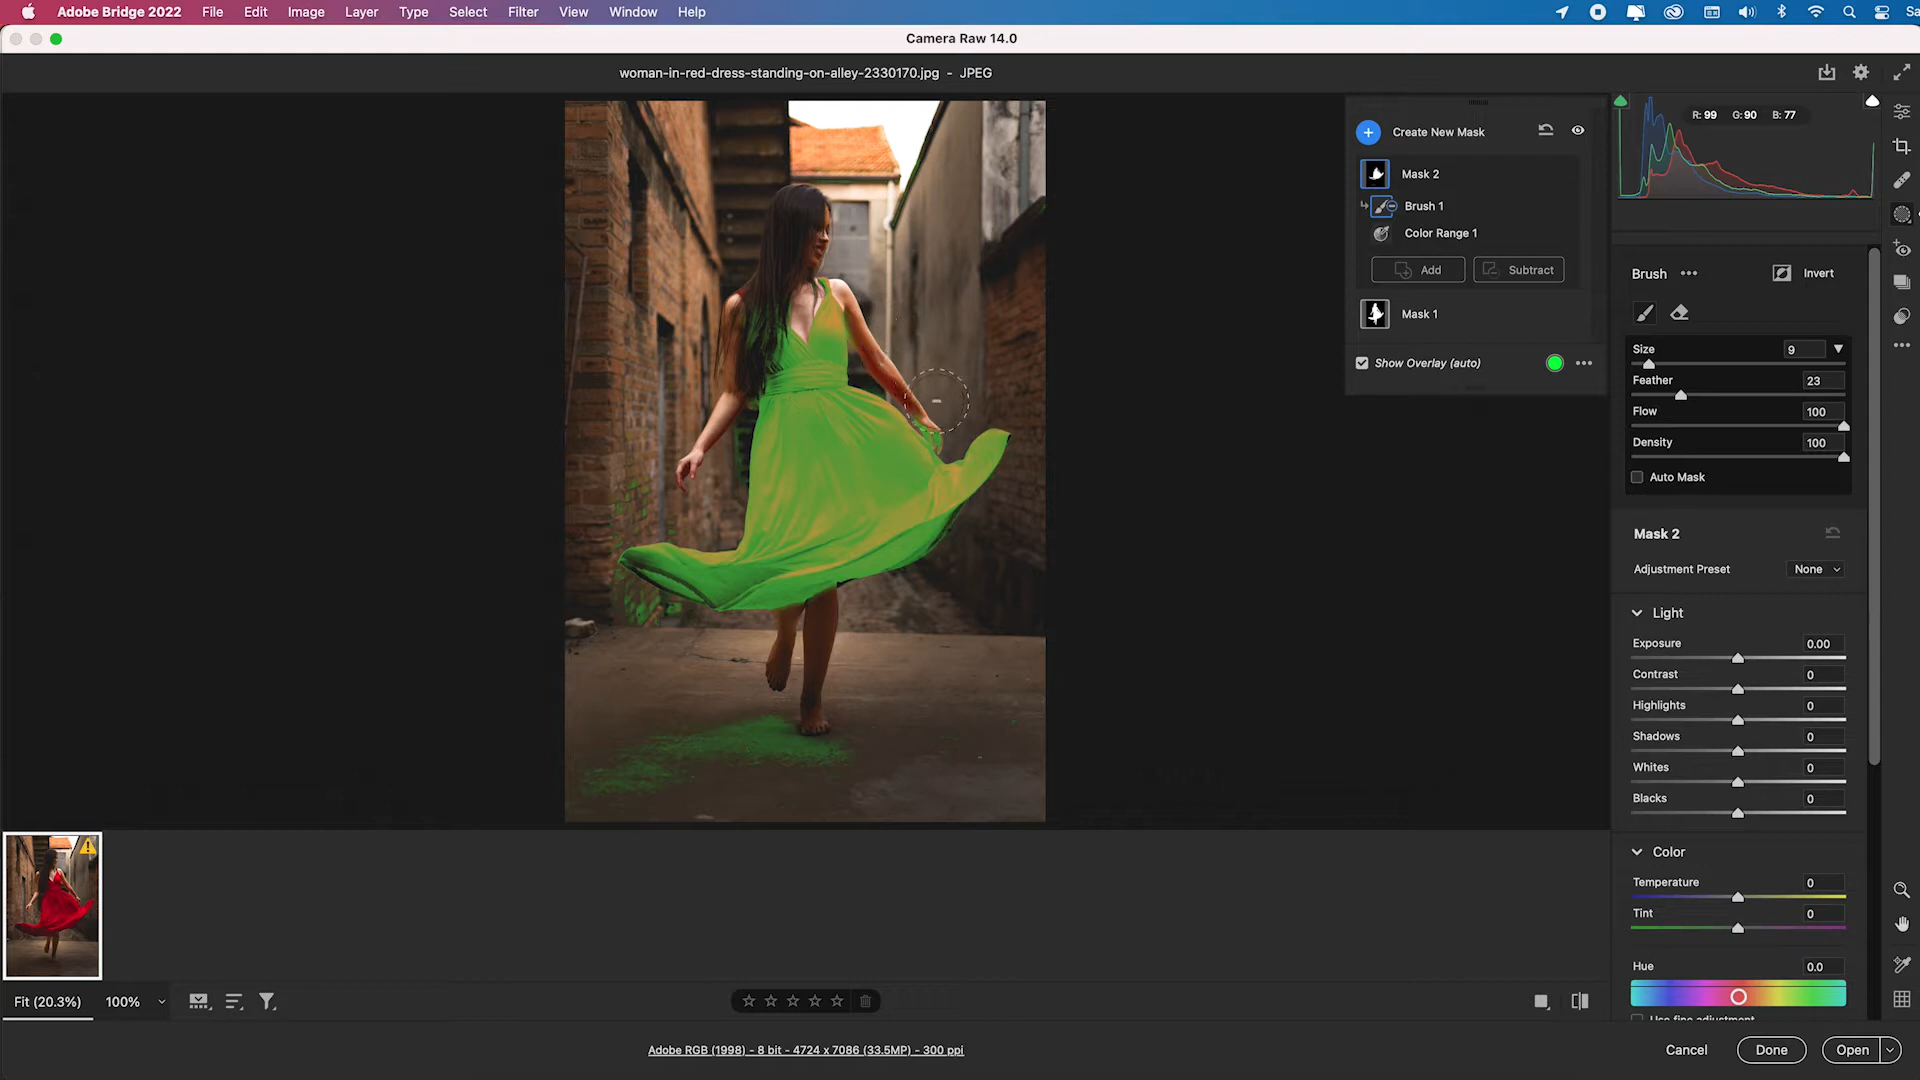 Adobe Bridge 2022 File Edit Image Layer Type Select Filter View Window Help
Camera Raw 14.0
woman-in-red-dress-standing-on-alley-2330170.jpg - JPEG
R: 99 G: 90 B: 77
Create New Mask
Mask 2
Brush 1
Color Range 1
Add Subtract
Mask 1
Show Overlay (auto)
Brush Invert
Size 9
Feather 23
Flow 100
Density 100
Auto Mask
Mask 2
Adjustment Preset None
Light
Exposure 0.00
Contrast 0
Highlights 0
Shadows 0
Whites 0
Blacks 0
Color
Temperature 0
Tint 0
Hue 0.0
Use fine adjustment
Fit (20.3%) 100%
Adobe RGB (1998) - 8 bit - 4724 x 7086 (33.5MP) - 300 ppi
Cancel Done Open